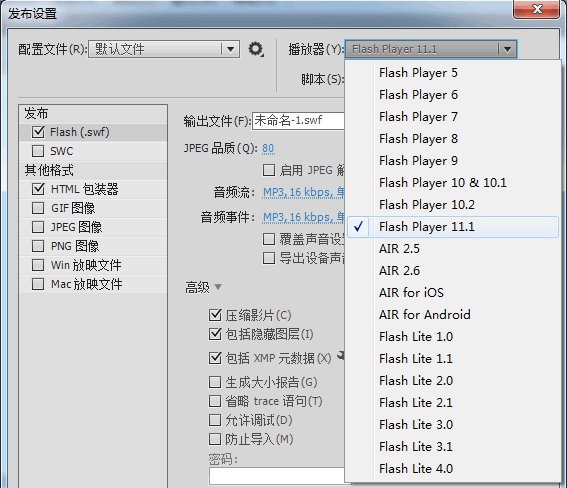 发布设置
配置文件(R): 默认文件
播放器(Y): Flash Player 11.1
脚本(S):
发布
Flash (.swf)
SWC
其他格式
HTML 包装器
GIF 图像
JPEG 图像
PNG 图像
Win 放映文件
Mac 放映文件
输出文件(F): 未命名-1.swf
JPEG 品质(Q): 80
启用 JPEG 解
音频流: MP3, 16 kbps, 单
音频事件: MP3, 16 kbps, 单
覆盖声音设置
导出设备声音
高级
压缩影片(C)
包括隐藏图层(I)
包括 XMP 元数据(X)
生成大小报告(G)
省略 trace 语句(T)
允许调试(D)
防止导入(M)
密码:
Flash Player 5
Flash Player 6
Flash Player 7
Flash Player 8
Flash Player 9
Flash Player 10 & 10.1
Flash Player 10.2
Flash Player 11.1
AIR 2.5
AIR 2.6
AIR for iOS
AIR for Android
Flash Lite 1.0
Flash Lite 1.1
Flash Lite 2.0
Flash Lite 2.1
Flash Lite 3.0
Flash Lite 3.1
Flash Lite 4.0